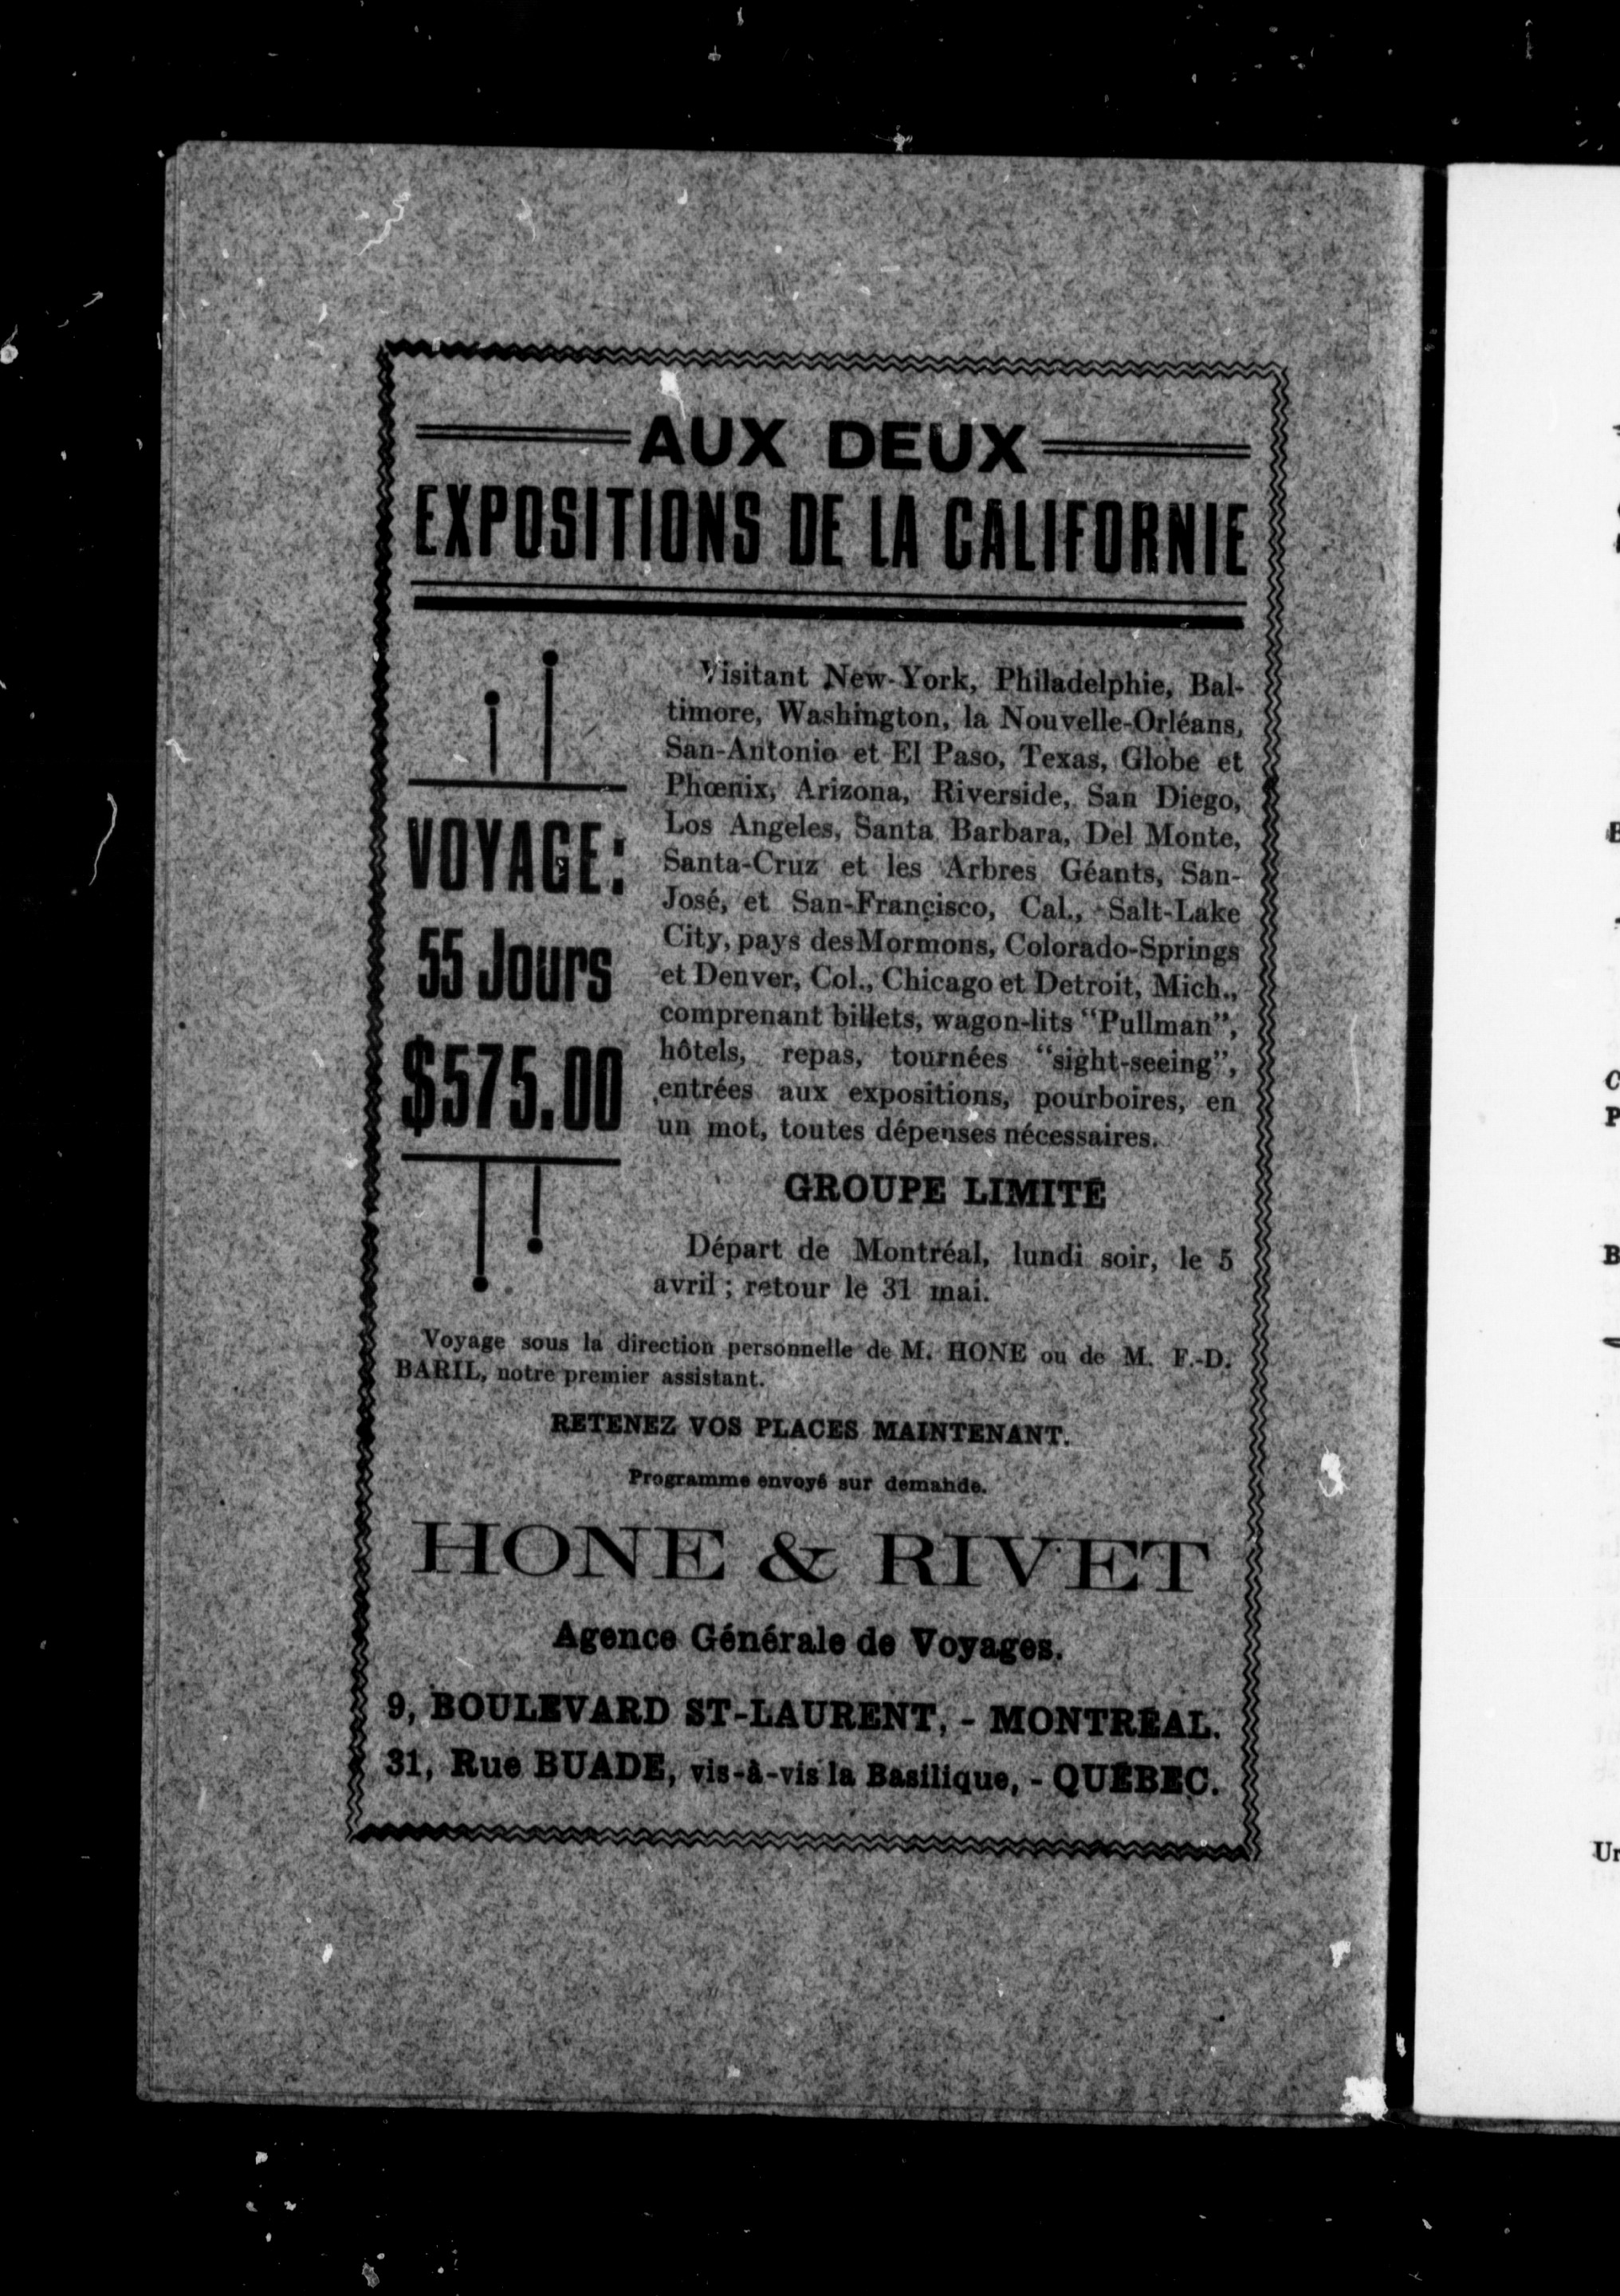 AUX DEUX
EXPOSITIONS DE LA CALIFORNIE
VOYAGE:
55 Jours
$575.00
Visitant New-York, Philadelphie, Bal-
timore, Washington, la Nouvelle-Orléans,
San-Antonio et El Paso, Texas, Globe et
Phœnix, Arizona, Riverside, San Diego,
Los Angeles, Santa Barbara, Del Monte,
Santa-Cruz et les Arbres Géants, San-
José, et San-Francisco, Cal., Salt-Lake
City, pays des Mormons, Colorado-Springs
et Denver, Col., Chicago et Detroit, Mich.,
comprenant billets, wagon-lits "Pullman",
hôtels, repas, tournées "sight-seeing",
entrées aux expositions, pourboires, en
un mot, toutes dépenses nécessaires.
GROUPE LIMITÉ
Départ de Montréal, lundi soir, le 5
avril ; retour le 31 mai.
Voyage sous la direction personnelle de M. HONE ou de M. F.-D.
BARIL, notre premier assistant.
RETENEZ VOS PLACES MAINTENANT.
Programme envoyé sur demande.
HONE & RIVET
Agence Générale de Voyages.
9, BOULEVARD ST-LAURENT, - MONTRÉAL.
31, Rue BUADE, vis-à-vis la Basilique, - QUÉBEC.